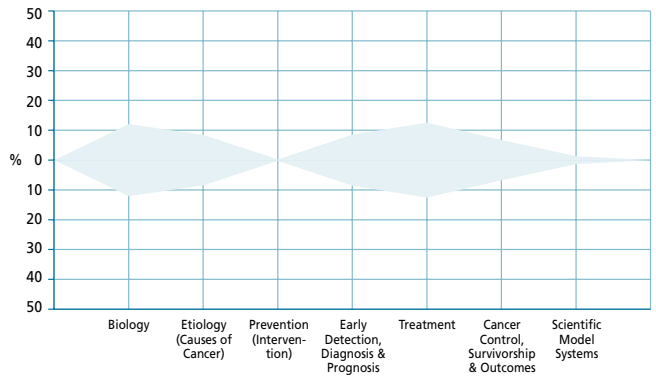 50
40
30
20
10
% 0
10
20
30
40
50
Biology
Etiology
(Causes of
Cancer)
Prevention
(Interven-
tion)
Early
Detection,
Diagnosis &
Prognosis
Treatment
Cancer
Control,
Survivorship
& Outcomes
Scientific
Model
Systems